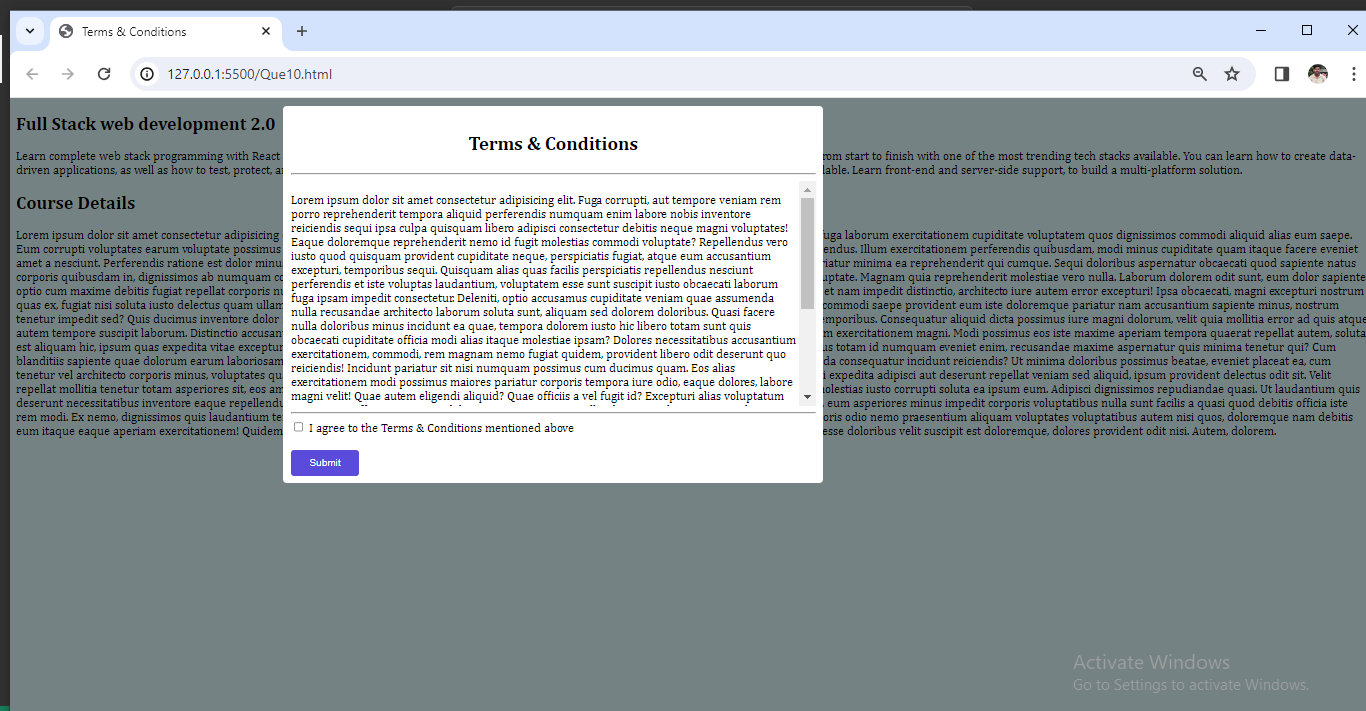 Terms & Conditions
127.0.0.1:5500/Que10.html
Full Stack web development 2.0
Learn complete web stack programming with React
rom start to finish with one of the most trending tech stacks available. You can learn how to create data-
driven applications, as well as how to test, protect, a
lable. Learn front-end and server-side support, to build a multi-platform solution.
Course Details
Lorem ipsum dolor sit amet consectetur adipisicing
fuga laborum exercitationem cupiditate voluptatem quos dignissimos commodi aliquid alias eum saepe.
Eum corrupti voluptates earum voluptate possimus
endus. Illum exercitationem perferendis quibusdam, modi minus cupiditate quam itaque facere eveniet
amet a nesciunt. Perferendis ratione est dolor minu
riatur minima ea reprehenderit qui cumque. Sequi doloribus aspernatur obcaecati quod sapiente natus
corporis quibusdam in, dignissimos ab numquam co
uptate. Magnam quia reprehenderit molestiae vero nulla. Laborum dolorem odit sunt, eum dolor sapiente
optio cum maxime debitis fugiat repellat corporis nu
et nam impedit distinctio, architecto iure autem error excepturi! Ipsa obcaecati, magni excepturi nostrum
quas ex, fugiat nisi soluta iusto delectus quam ullam
commodi saepe provident eum iste doloremque pariatur nam accusantium sapiente minus, nostrum
tenetur impedit sed? Quis ducimus inventore dolor
emporibus. Consequatur aliquid dicta possimus iure magni dolorum, velit quia mollitia error ad quis atque
autem tempore suscipit laborum. Distinctio accusan
m exercitationem magni. Modi possimus eos iste maxime aperiam tempora quaerat repellat autem, soluta
est aliquam hic, ipsum quas expedita vitae exceptur
us totam id numquam eveniet enim, recusandae maxime aspernatur quis minima tenetur qui? Cum
blanditiis sapiente quae dolorum earum laboriosam
da consequatur incidunt reiciendis? Ut minima doloribus possimus beatae, eveniet placeat ea, cum
tenetur vel architecto corporis minus, voluptates qu
i expedita adipisci aut deserunt repellat veniam sed aliquid, ipsum provident delectus odit sit. Velit
repellat mollitia tenetur totam asperiores sit, eos am
olestias iusto corrupti soluta ea ipsum eum. Adipisci dignissimos repudiandae quasi. Ut laudantium quis
deserunt necessitatibus inventore eaque repellendu
eum asperiores minus impedit corporis voluptatibus nulla sunt facilis a quasi quod debitis officia iste
rem modi. Ex nemo, dignissimos quis laudantium te
oris odio nemo praesentium aliquam voluptates voluptatibus autem nisi quos, doloremque nam debitis
eum itaque eaque aperiam exercitationem! Quidem
esse doloribus velit suscipit est doloremque, dolores provident odit nisi. Autem, dolorem.
Terms & Conditions
Lorem ipsum dolor sit amet consectetur adipisicing elit. Fuga corrupti, aut tempore veniam rem
porro reprehenderit tempora aliquid perferendis numquam enim labore nobis inventore
reiciendis sequi ipsa culpa quisquam libero adipisci consectetur debitis neque magni voluptates!
Eaque doloremque reprehenderit nemo id fugit molestias commodi voluptate? Repellendus vero
iusto quod quisquam provident cupiditate neque, perspiciatis fugiat, atque eum accusantium
excepturi, temporibus sequi. Quisquam alias quas facilis perspiciatis repellendus nesciunt
perferendis et iste voluptas laudantium, voluptatem esse sunt suscipit iusto obcaecati laborum
fuga ipsam impedit consectetur. Deleniti, optio accusamus cupiditate veniam quae assumenda
nulla recusandae architecto laborum soluta sunt, aliquam sed dolorem doloribus. Quasi facere
nulla doloribus minus incidunt ea quae, tempora dolorem iusto hic libero totam sunt quis
obcaecati cupiditate officia modi alias itaque molestiae ipsam? Dolores necessitatibus accusantium
exercitationem, commodi, rem magnam nemo fugiat quidem, provident libero odit deserunt quo
reiciendis! Incidunt pariatur sit nisi numquam possimus cum ducimus quam. Eos alias
exercitationem modi possimus maiores pariatur corporis tempora iure odio, eaque dolores, labore
magni velit! Quae autem eligendi aliquid? Quae officiis a vel fugit id? Excepturi alias voluptatum
I agree to the Terms & Conditions mentioned above
Submit
Activate Windows
Go to Settings to activate Windows.